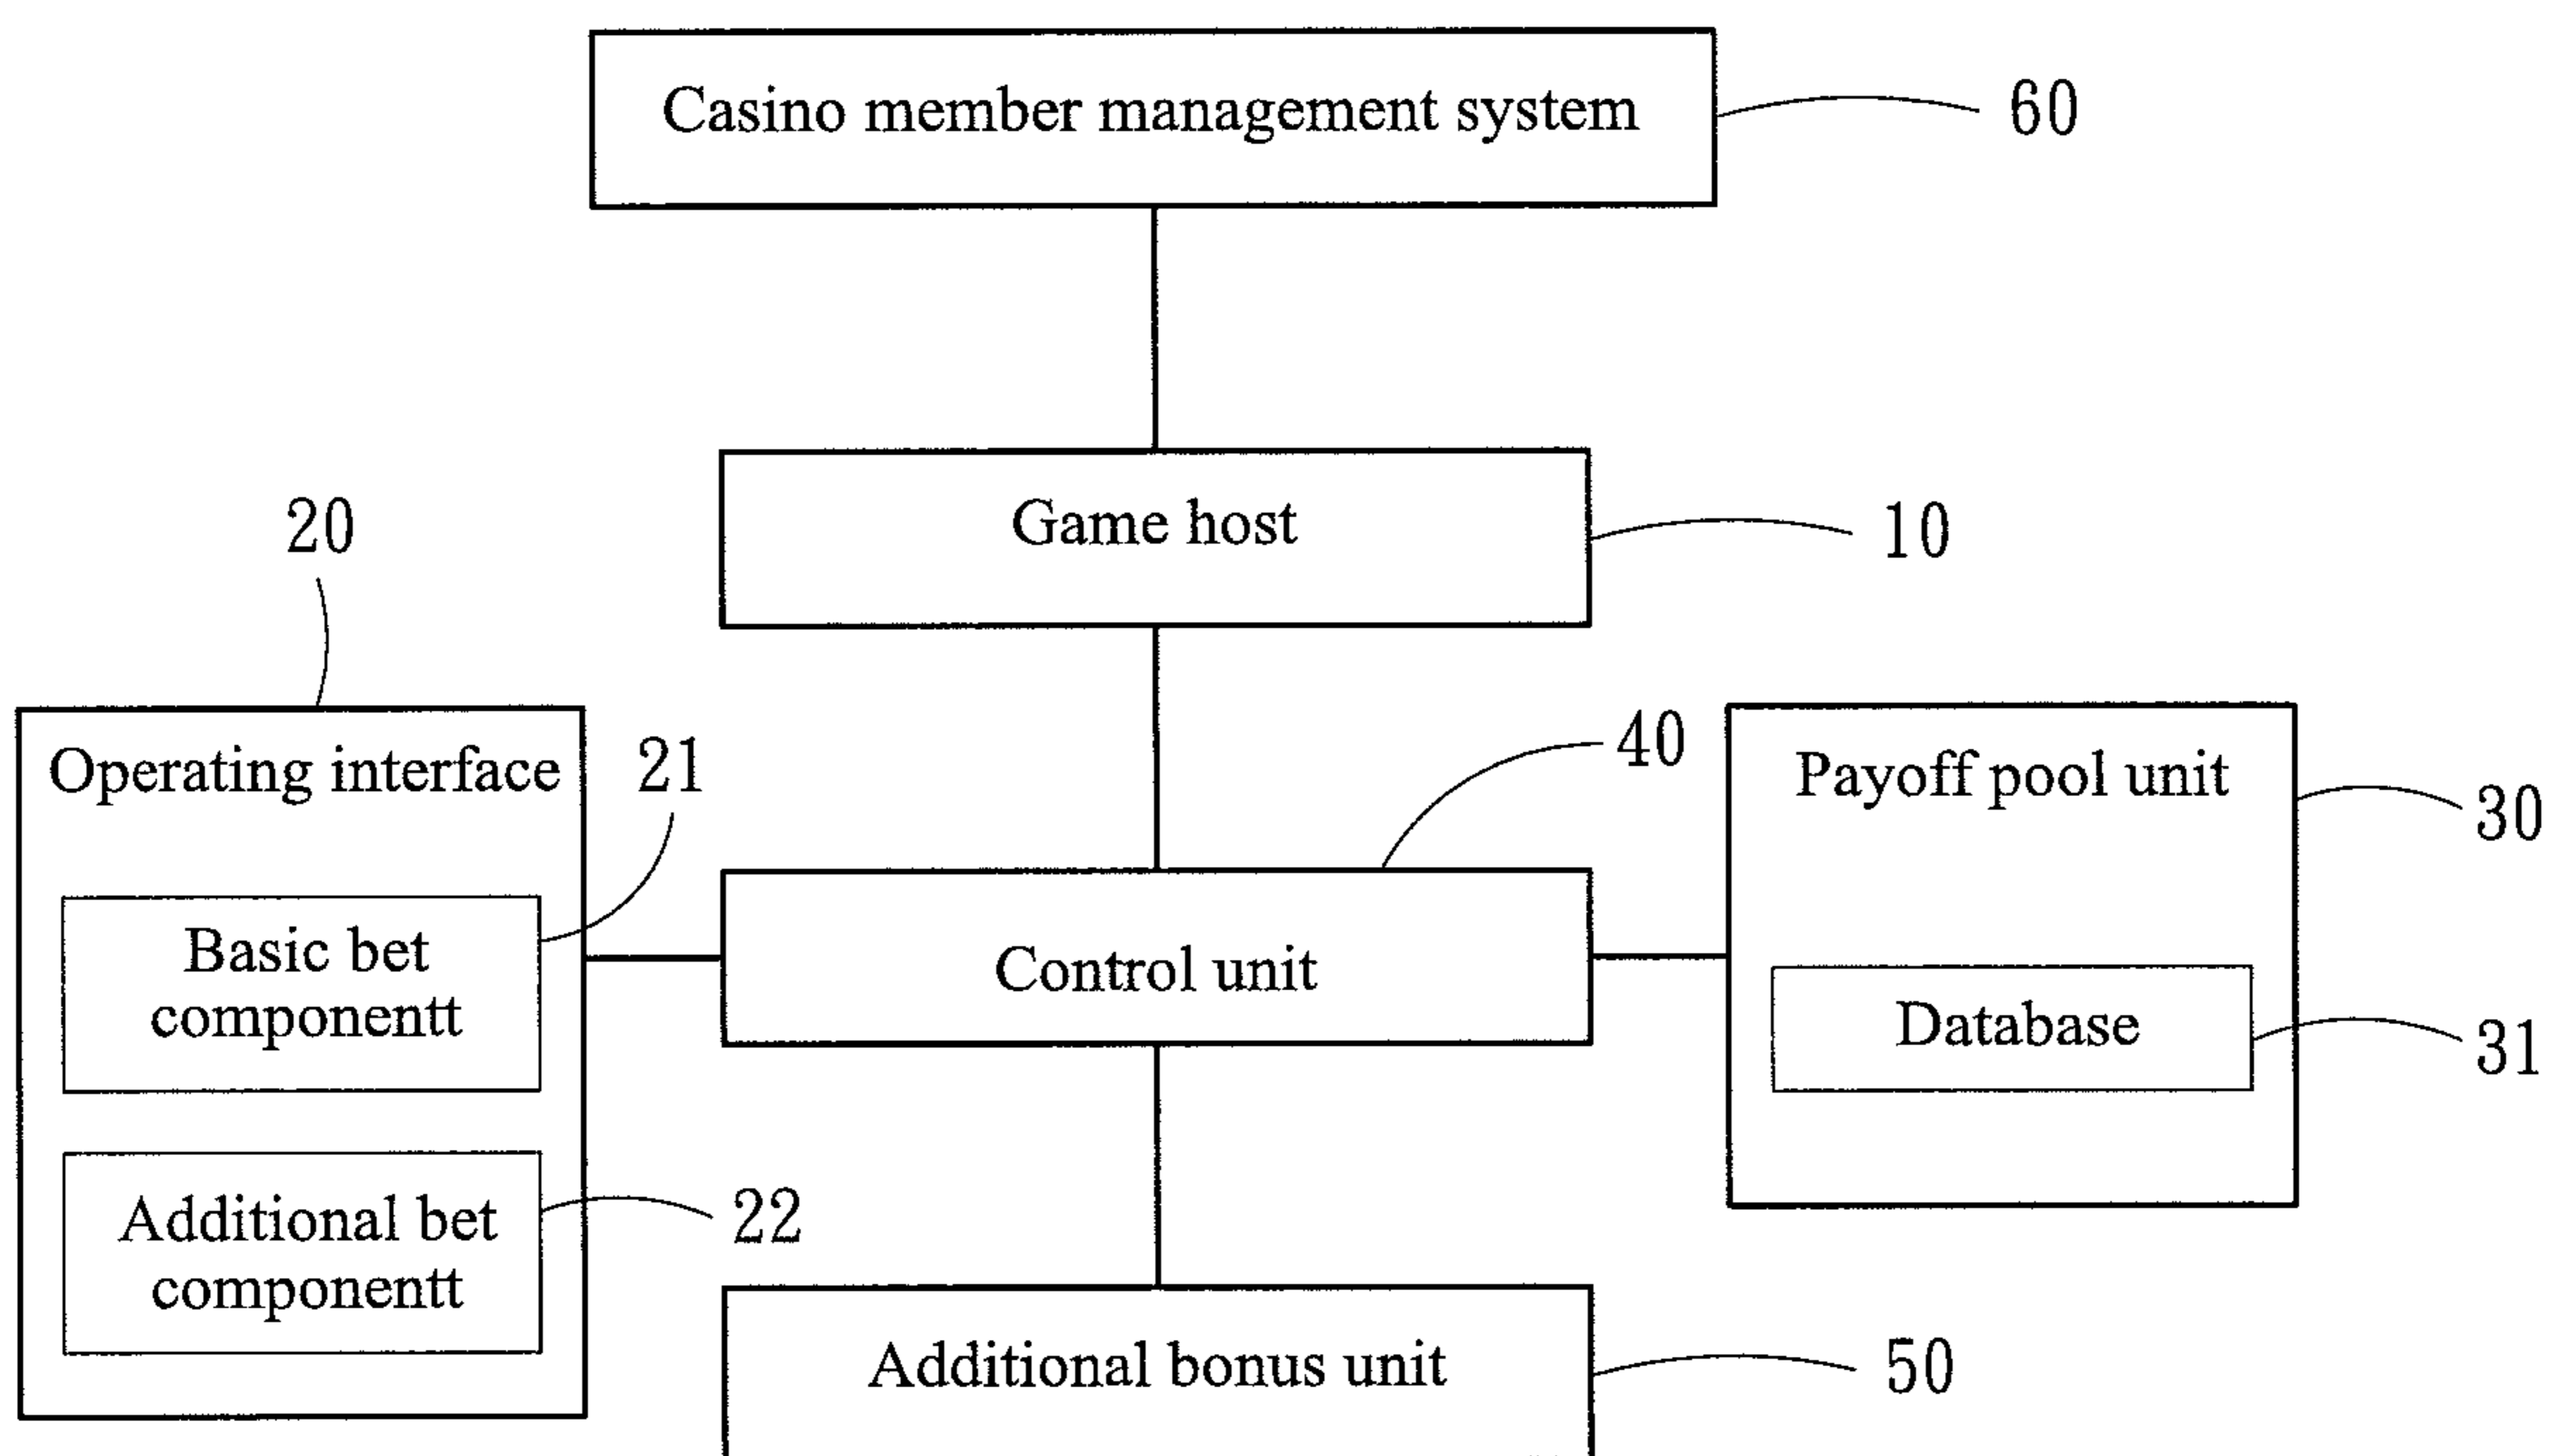 Casino member management system
60
Game host
10
20
Operating interface
21
40
Payoff pool unit
30
Basic bet
componentt
Control unit
Database
31
Additional bet
componentt
22
Additional bonus unit
50